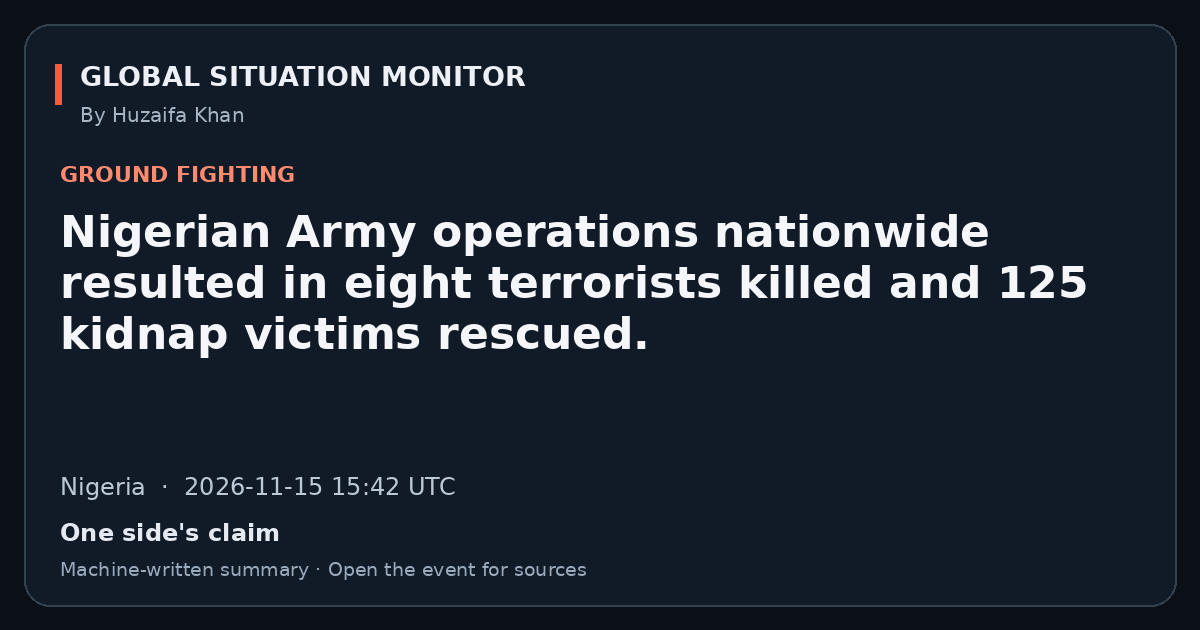 GLOBAL SITUATION MONITOR
By Huzaifa Khan
GROUND FIGHTING
Nigerian Army operations nationwide
resulted in eight terrorists killed and 125
kidnap victims rescued.
Nigeria · 2026-11-15 15:42 UTC
One side's claim
Machine-written summary · Open the event for sources